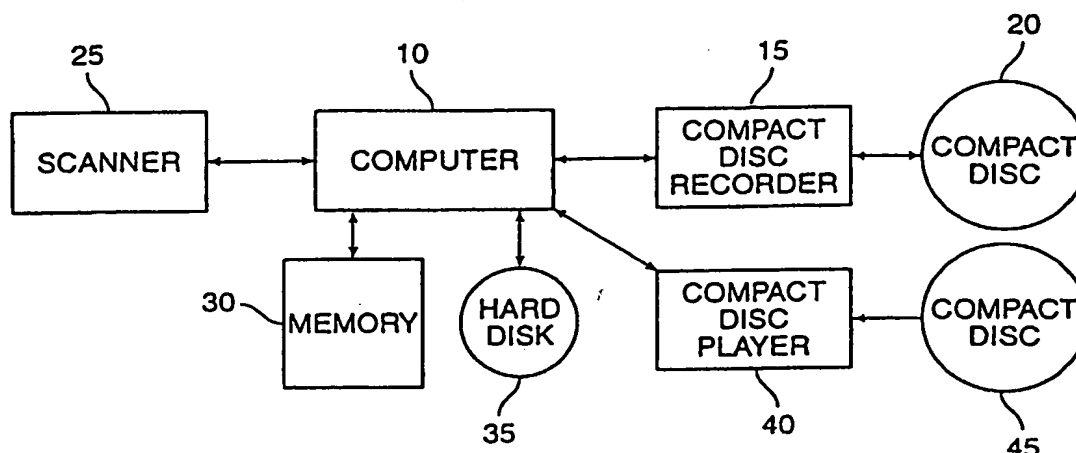 25
10
15
20
SCANNER
COMPUTER
COMPACT
DISC
RECORDER
COMPACT
DISC
30
MEMORY
HARD
DISK
35
COMPACT
DISC
PLAYER
40
COMPACT
DISC
45